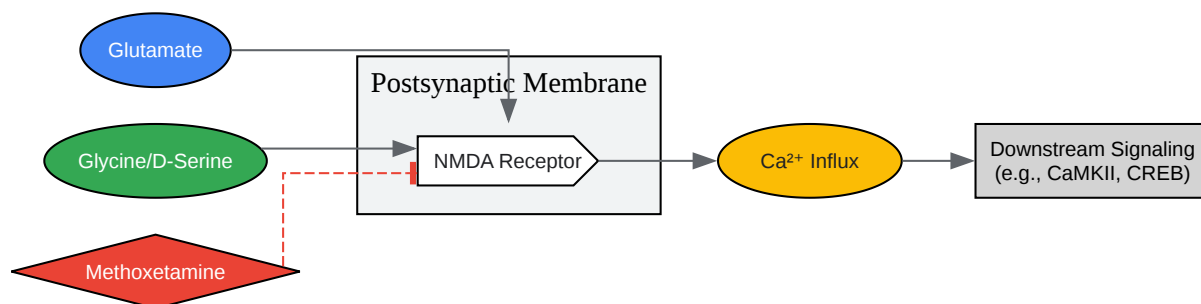 Glutamate
Postsynaptic Membrane
Glycine/D-Serine
NMDA Receptor
Ca²⁺ Influx
Downstream Signaling
(e.g., CaMKII, CREB)
Methoxetamine